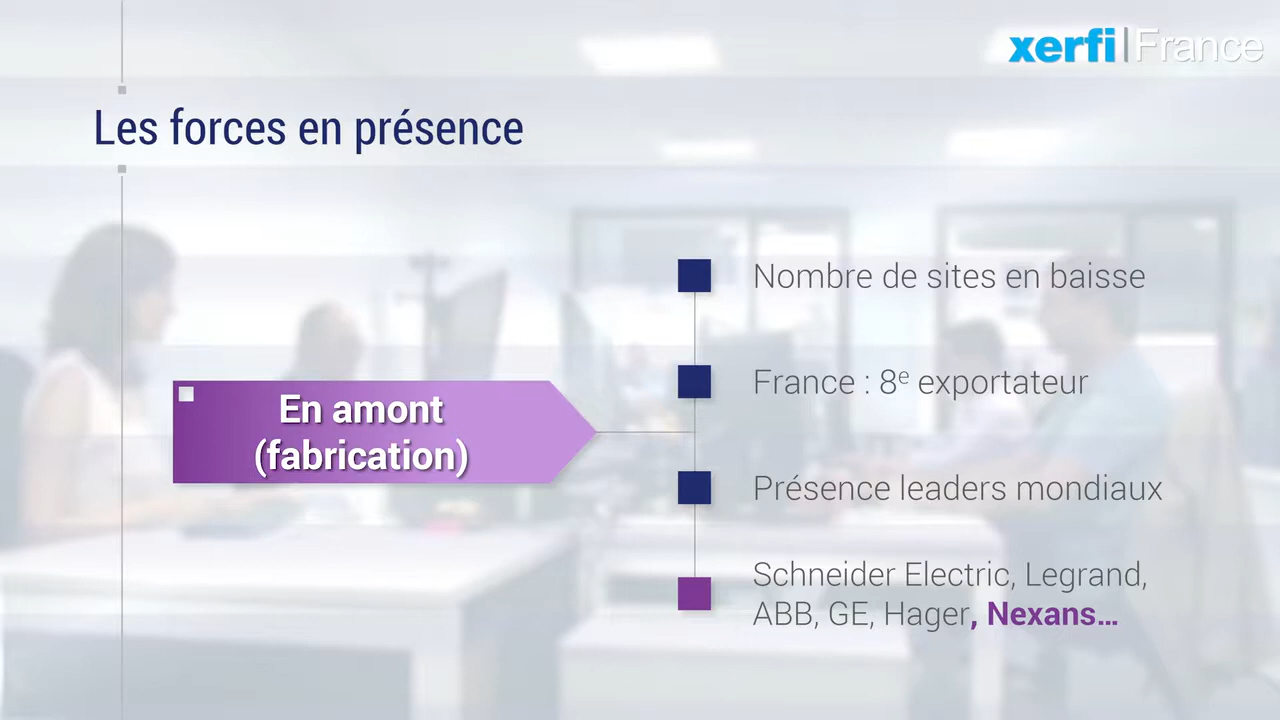 xerfi France
Les forces en présence
En amont
(fabrication)
Nombre de sites en baisse
France : 8e exportateur
Présence leaders mondiaux
Schneider Electric, Legrand,
ABB, GE, Hager, Nexans…